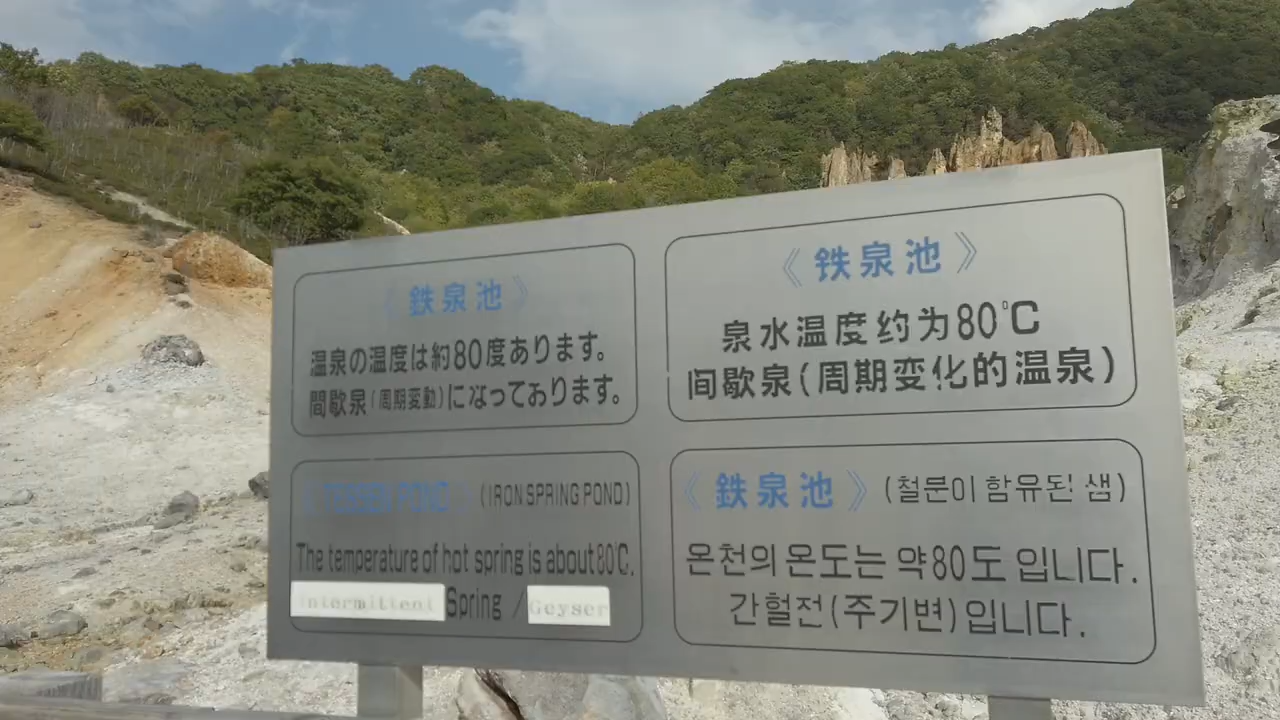 《鉄泉池》
温泉の温度は約80度あります。
間歇泉(周期変動)になっております。
《鉄泉池》
泉水温度约为80℃
间歇泉(周期变化的温泉)
《TESSEN POND》(IRON SPRING POND)
The temperature of hot spring is about 80℃.
Intermittent Spring / Geyser
《鉄泉池》(철분이 함유된 샘)
온천의 온도는 약80도 입니다.
간헐전(주기변)입니다.